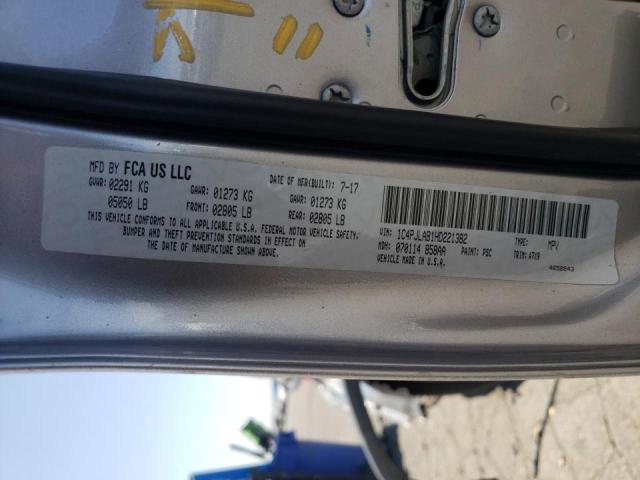 K 11
MFD BY FCA US LLC
DATE OF MFR(BUILT): 7-17
GVWR: 02291 KG
GAWR: 01273 KG
GAWR: 01273 KG
05050 LB
FRONT: 02805 LB
REAR: 02805 LB
THIS VEHICLE CONFORMS TO ALL APPLICABLE U.S.A. FEDERAL MOTOR VEHICLE SAFETY,
BUMPER AND THEFT PREVENTION STANDARDS IN EFFECT ON THE
DATE OF MANUFACTURE SHOWN ABOVE.
VIN: 1C4PJLAB1HD221382
TYPE: MPV
MDH: 070114 858AA
PAINT: PSC
TRIM: A7X9
VEHICLE MADE IN U.S.A.
4658843